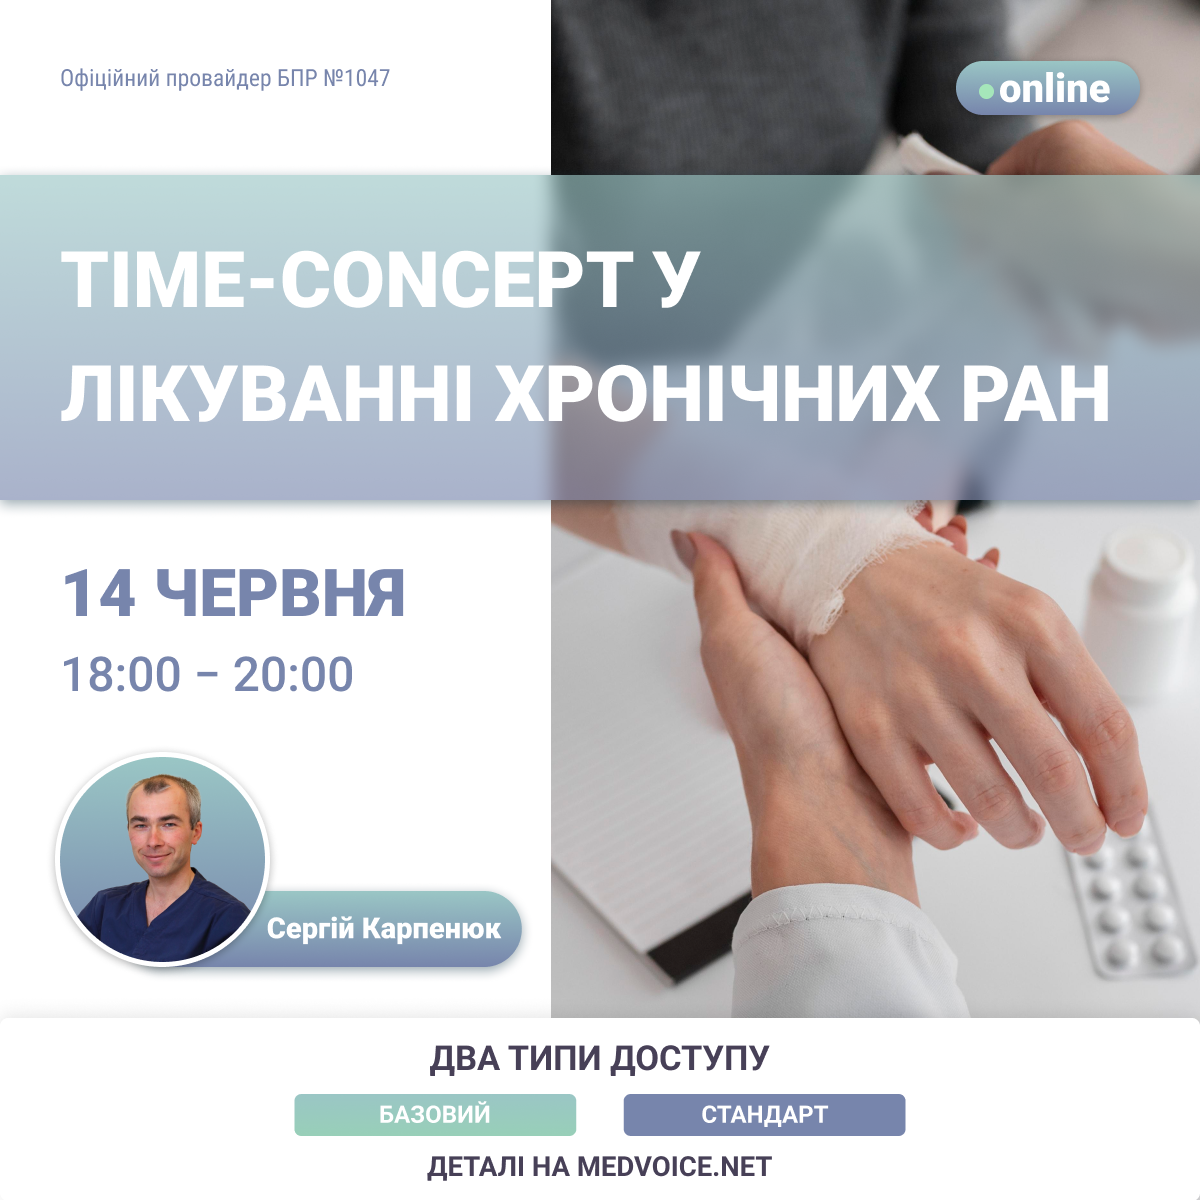 Офіційний провайдер БПР №1047
online
TIME-CONCEPT У
ЛІКУВАННІ ХРОНІЧНИХ РАН
14 ЧЕРВНЯ
18:00 – 20:00
Сергій Карпенюк
ДВА ТИПИ ДОСТУПУ
БАЗОВИЙ
СТАНДАРТ
ДЕТАЛІ НА MEDVOICE.NET